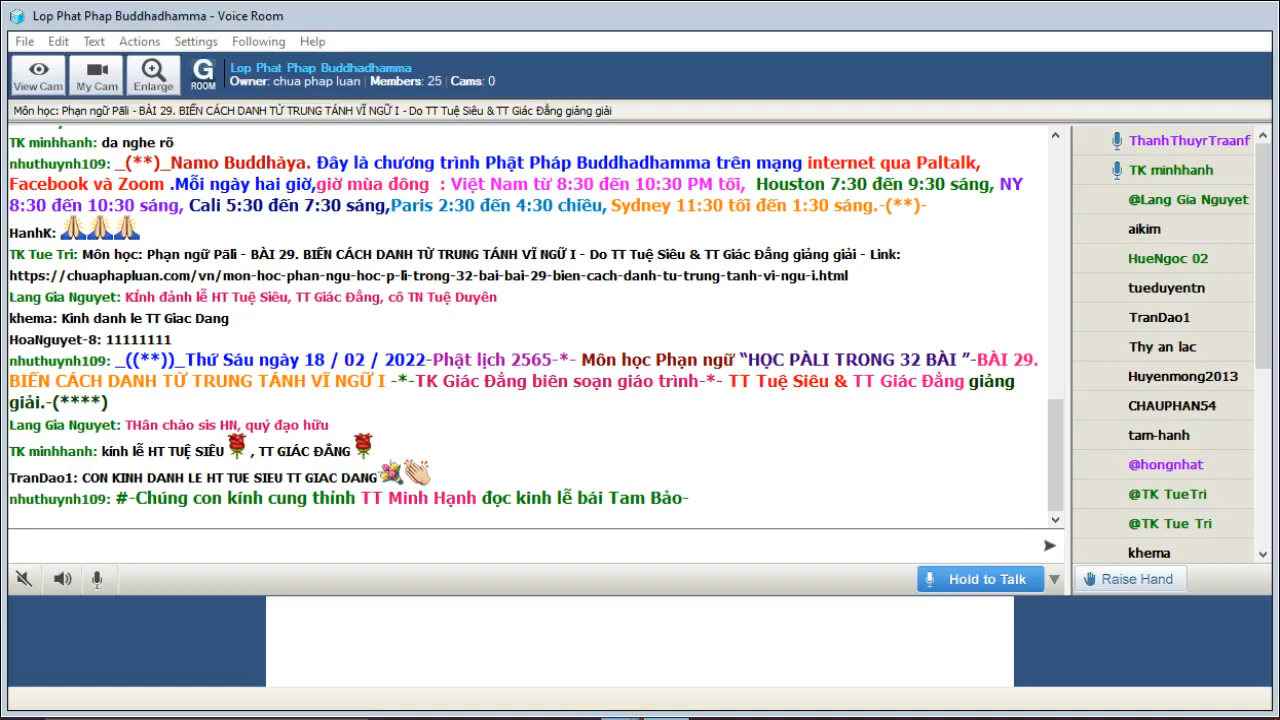 Lop Phat Phap Buddhadhamma - Voice Room
File Edit Text Actions Settings Following Help
View Cam My Cam Enlarge G ROOM
Lop Phat Phap Buddhadhamma
Owner: chua phap luan | Members: 25 | Cams: 0
Môn học: Phạn ngữ Pāli - BÀI 29. BIẾN CÁCH DANH TỪ TRUNG TÁNH VĨ NGỮ I - Do TT Tuệ Siêu & TT Giác Đẳng giảng giải
TK minhhanh: da nghe rõ
nhuthuynh109: _(**)_Namo Buddhàya. Đây là chương trình Phật Pháp Buddhadhamma trên mạng internet qua Paltalk,
Facebook và Zoom .Mỗi ngày hai giờ,giờ mùa đông : Việt Nam từ 8:30 đến 10:30 PM tối, Houston 7:30 đến 9:30 sáng, NY
8:30 đến 10:30 sáng, Cali 5:30 đến 7:30 sáng,Paris 2:30 đến 4:30 chiều, Sydney 11:30 tối đến 1:30 sáng.-(**)-
HanhK: 🙏🙏🙏
TK Tue Tri: Môn học: Phạn ngữ Pāli - BÀI 29. BIẾN CÁCH DANH TỪ TRUNG TÁNH VĨ NGỮ I - Do TT Tuệ Siêu & TT Giác Đẳng giảng giải - Link:
https://chuaphapluan.com/vn/mon-hoc-phan-ngu-hoc-p-li-trong-32-bai-bai-29-bien-cach-danh-tu-trung-tanh-vi-ngu-i.html
Lang Gia Nguyet: KÍnh đảnh lễ HT Tuệ Siêu, TT Giác Đẳng, cô TN Tuệ Duyên
khema: Kinh danh le TT Giac Dang
HoaNguyet-8: 11111111
nhuthuynh109: _((**))_Thứ Sáu ngày 18 / 02 / 2022-Phật lịch 2565-*- Môn học Phạn ngữ “HỌC PÀLI TRONG 32 BÀI ”-BÀI 29.
BIẾN CÁCH DANH TỪ TRUNG TÁNH VĨ NGỮ I -*-TK Giác Đẳng biên soạn giáo trình-*- TT Tuệ Siêu & TT Giác Đẳng giảng
giải.-(****)
Lang Gia Nguyet: THân chào sis HN, quý đạo hữu
TK minhhanh: kính lễ HT TUỆ SIÊU🌹 , TT GIÁC ĐẲNG🌹
TranDao1: CON KINH DANH LE HT TUE SIEU TT GIAC DANG💐👏
nhuthuynh109: #-Chúng con kính cung thỉnh TT Minh Hạnh đọc kinh lễ bái Tam Bảo-
ThanhThuyrTraanf
TK minhhanh
@Lang Gia Nguyet
aikim
HueNgoc 02
tueduyentn
TranDao1
Thy an lac
Huyenmong2013
CHAUPHAN54
tam-hanh
@hongnhat
@TK TueTri
@TK Tue Tri
khema
Hold to Talk
Raise Hand